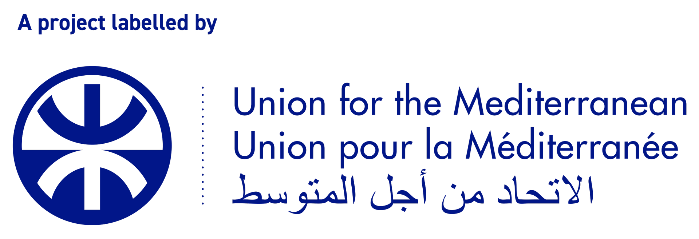 A project labelled by
Union for the Mediterranean
Union pour la Méditerranée
الاتحاد من أجل المتوسط